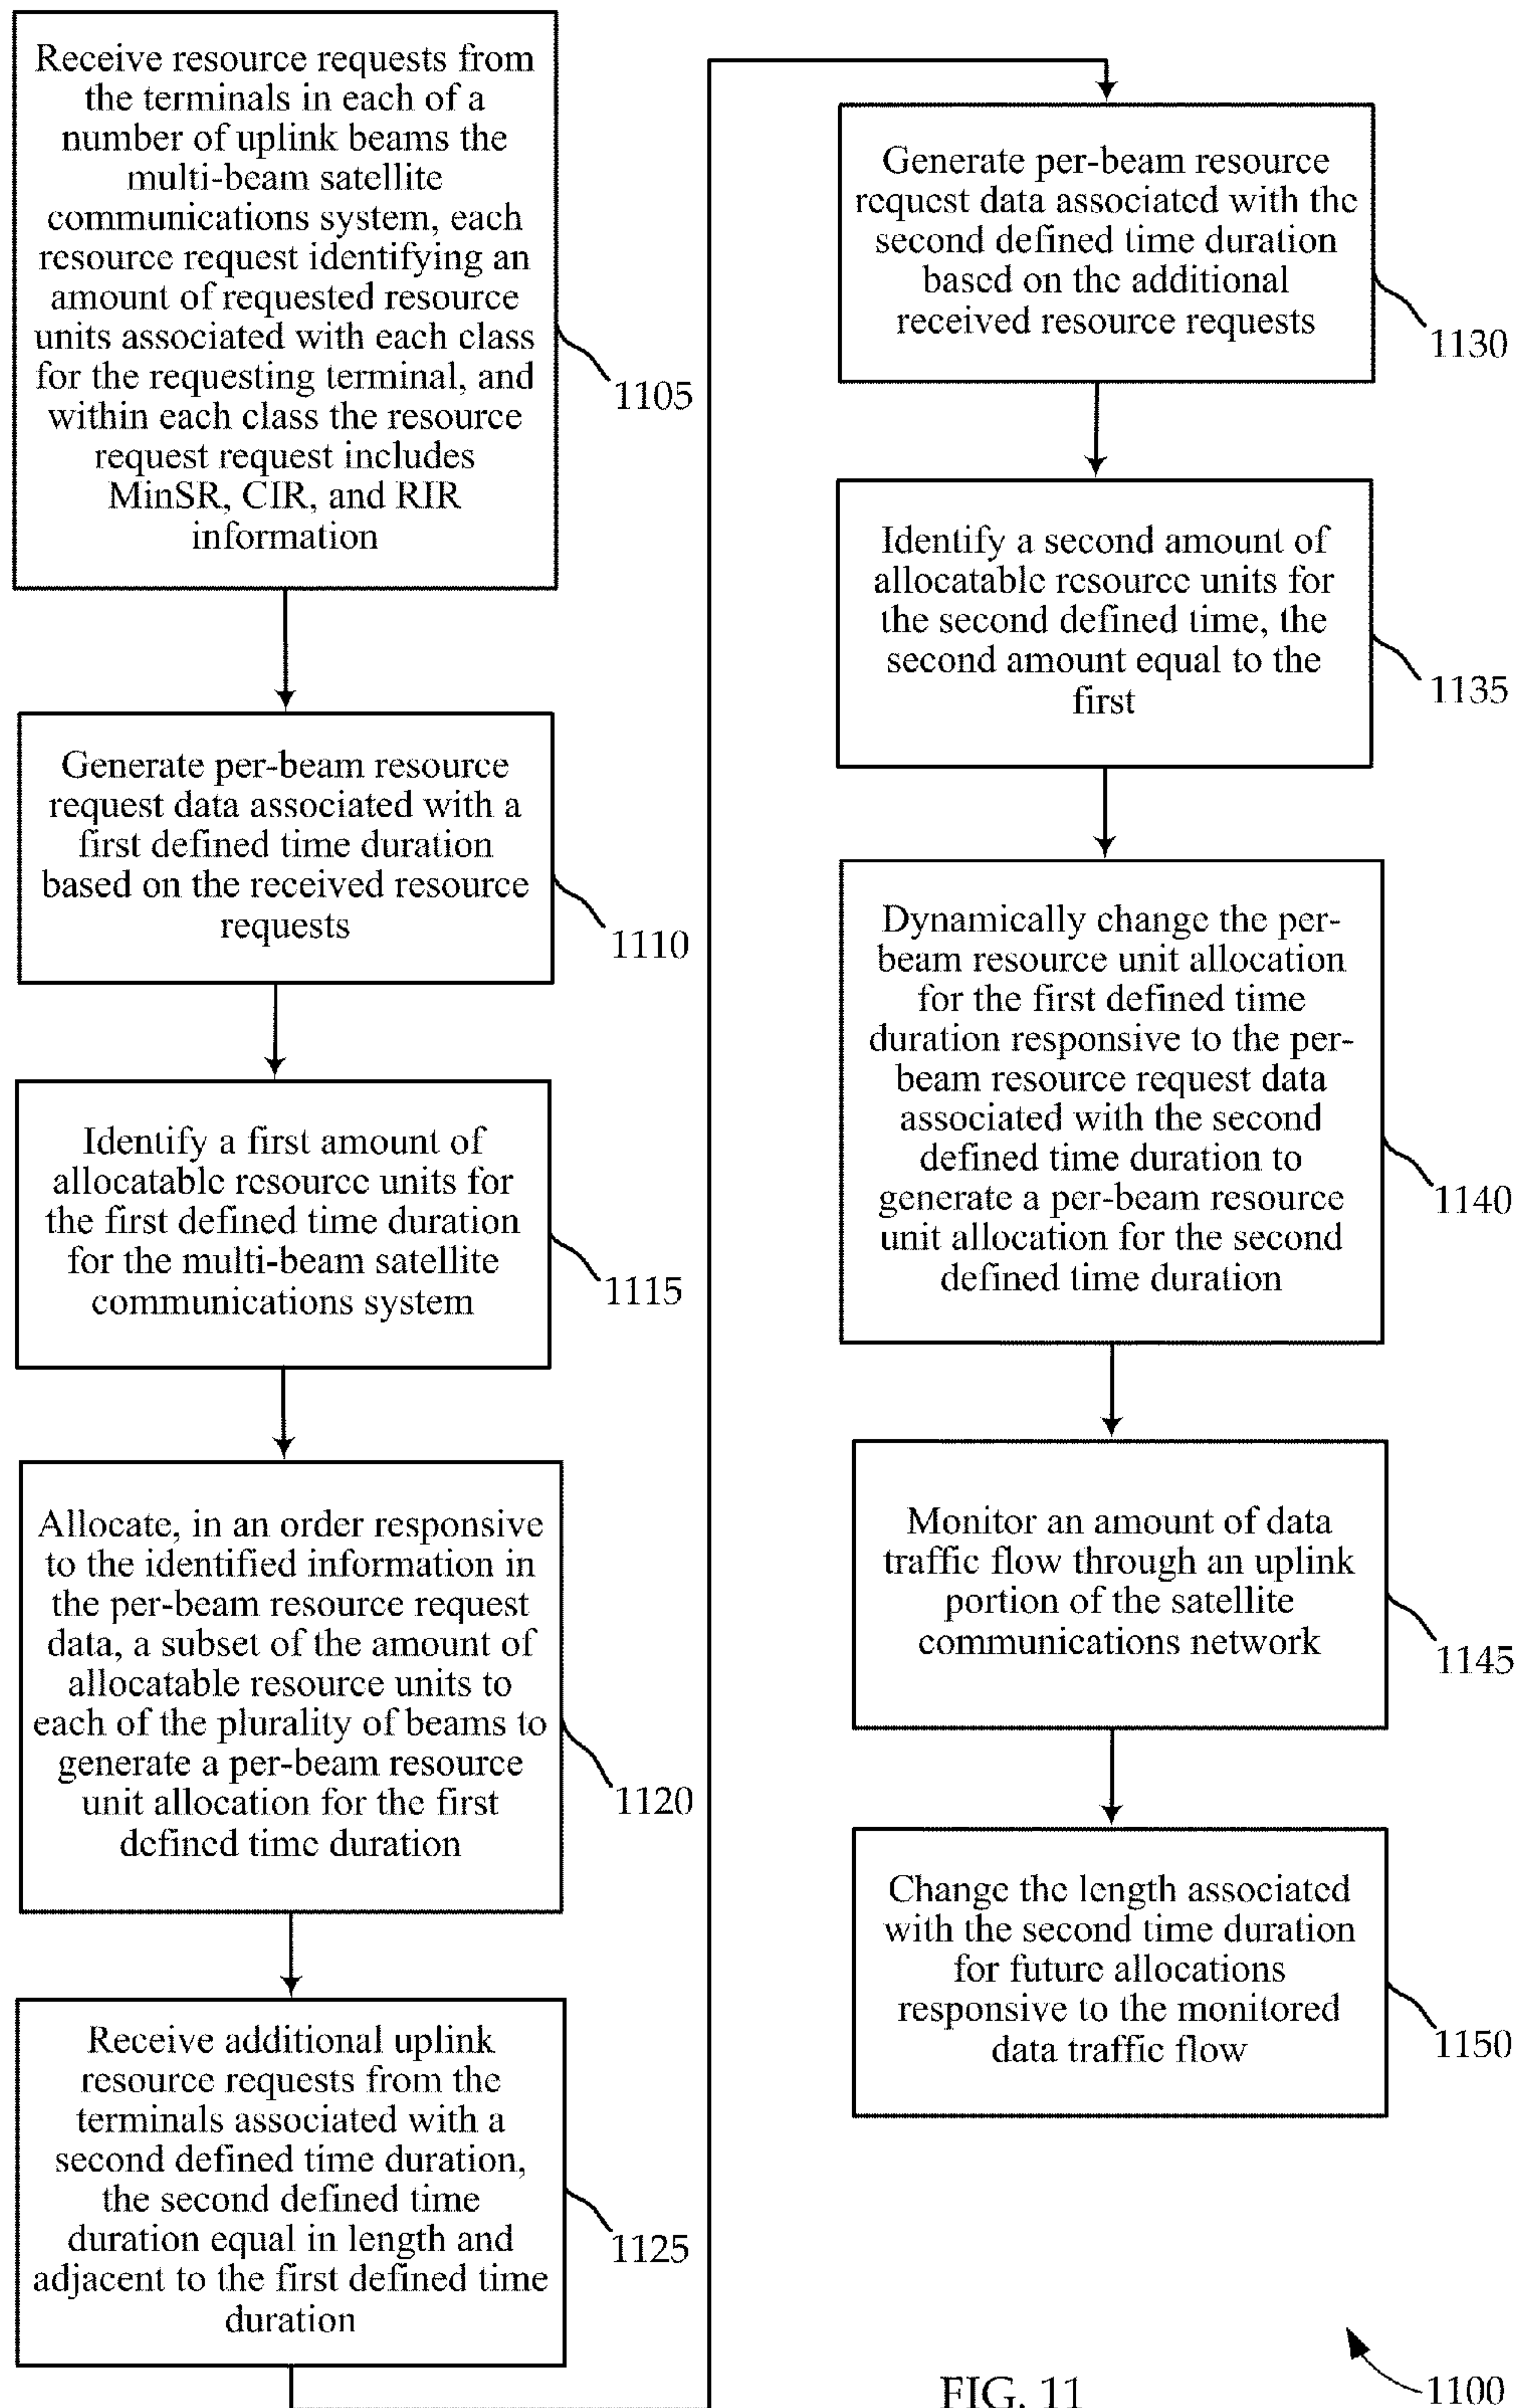 Receive resource requests from
the terminals in each of a
number of uplink beams the
multi-beam satellite
communications system, each
resource request identifying an
amount of requested resource
units associated with each class
for the requesting terminal, and
within each class the resource
request request includes
MinSR, CIR, and RIR
information
1105
Generate per-beam resource
request data associated with a
first defined time duration
based on the received resource
requests
1110
Identify a first amount of
allocatable resource units for
the first defined time duration
for the multi-beam satellite
communications system
1115
Allocate, in an order responsive
to the identified information in
the per-beam resource request
data, a subset of the amount of
allocatable resource units to
each of the plurality of beams to
generate a per-beam resource
unit allocation for the first
defined time duration
1120
Receive additional uplink
resource requests from the
terminals associated with a
second defined time duration,
the second defined time
duration equal in length and
adjacent to the first defined time
duration
1125
Generate per-beam resource
request data associated with the
second defined time duration
based on the additional
received resource requests
1130
Identify a second amount of
allocatable resource units for
the second defined time, the
second amount equal to the
first
1135
Dynamically change the per-
beam resource unit allocation
for the first defined time
duration responsive to the per-
beam resource request data
associated with the second
defined time duration to
generate a per-beam resource
unit allocation for the second
defined time duration
1140
Monitor an amount of data
traffic flow through an uplink
portion of the satellite
communications network
1145
Change the length associated
with the second time duration
for future allocations
responsive to the monitored
data traffic flow
1150
FIG. 11
1100